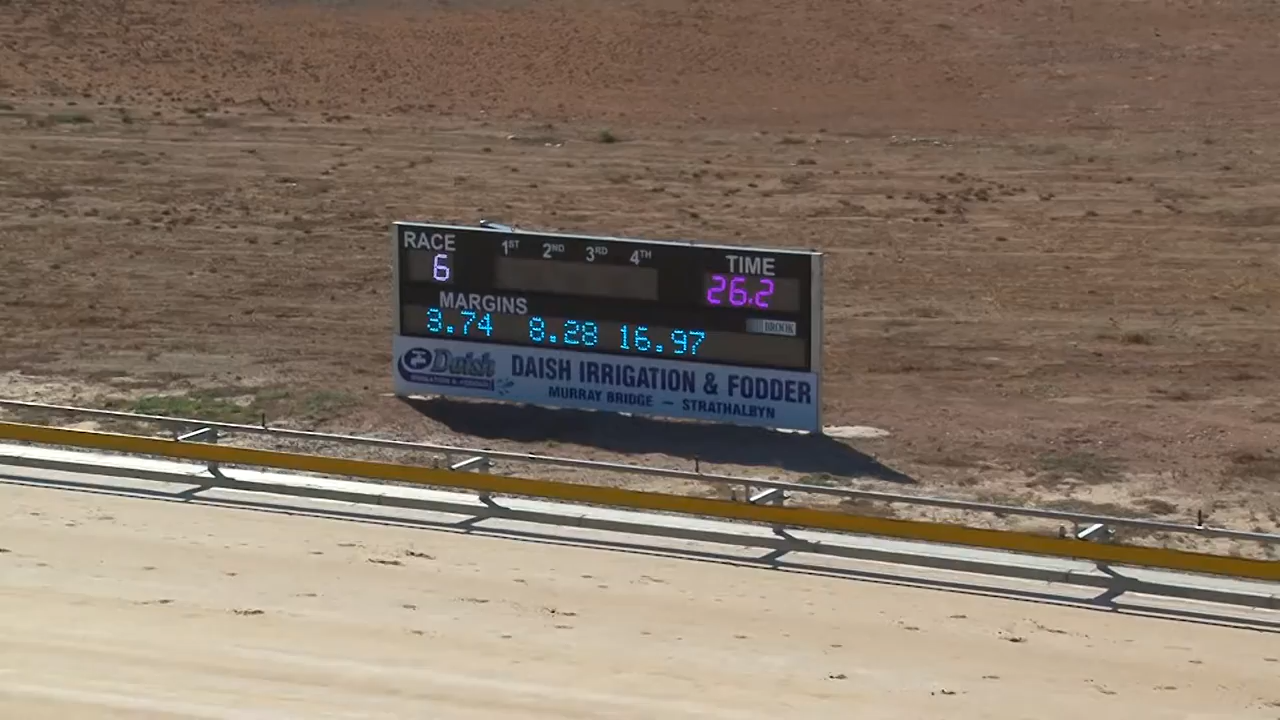 RACE 1ST 2ND 3RD 4TH TIME
6 26.2
MARGINS
3.74 8.28 16.97
BROOK
Daish
DAISH IRRIGATION & FODDER
MURRAY BRIDGE – STRATHALBYN